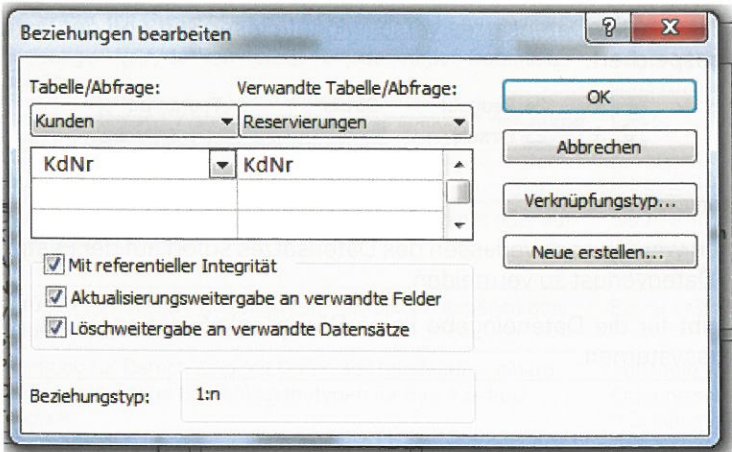 Beziehungen bearbeiten
Tabelle/Abfrage: Verwandte Tabelle/Abfrage:
Kunden Reservierungen
KdNr KdNr
OK
Abbrechen
Verknüpfungstyp...
Neue erstellen...
Mit referentieller Integrität
Aktualisierungsweitergabe an verwandte Felder
Löschweitergabe an verwandte Datensätze
Beziehungstyp: 1:n